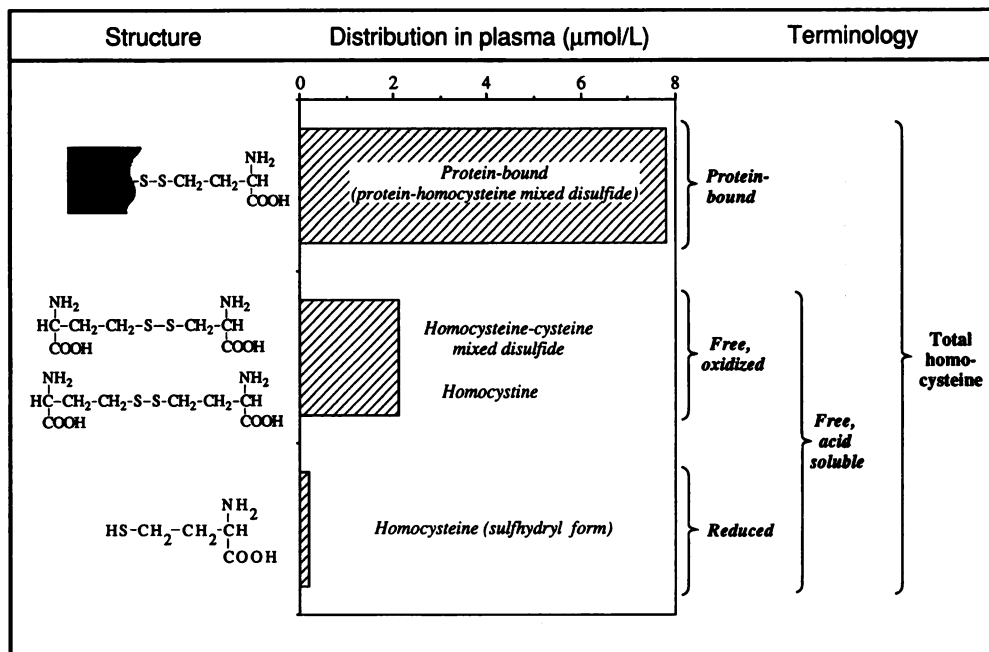 Structure
Distribution in plasma (μmol/L)
Terminology
0
2
4
6
8
NH₂
-S-S-CH₂-CH₂-CH
COOH
Protein-bound
(protein-homocysteine mixed disulfide)
Protein-
bound
NH₂
NH₂
HC-CH₂-CH₂-S-S-CH₂-CH
COOH
COOH
Homocysteine-cysteine
mixed disulfide
NH₂
NH₂
HC-CH₂-CH₂-S-S-CH₂-CH₂-CH
COOH
COOH
Homocystine
Free,
oxidized
NH₂
HS-CH₂-CH₂-CH
COOH
Homocysteine (sulfhydryl form)
Reduced
Free,
acid
soluble
Total
homo-
cysteine